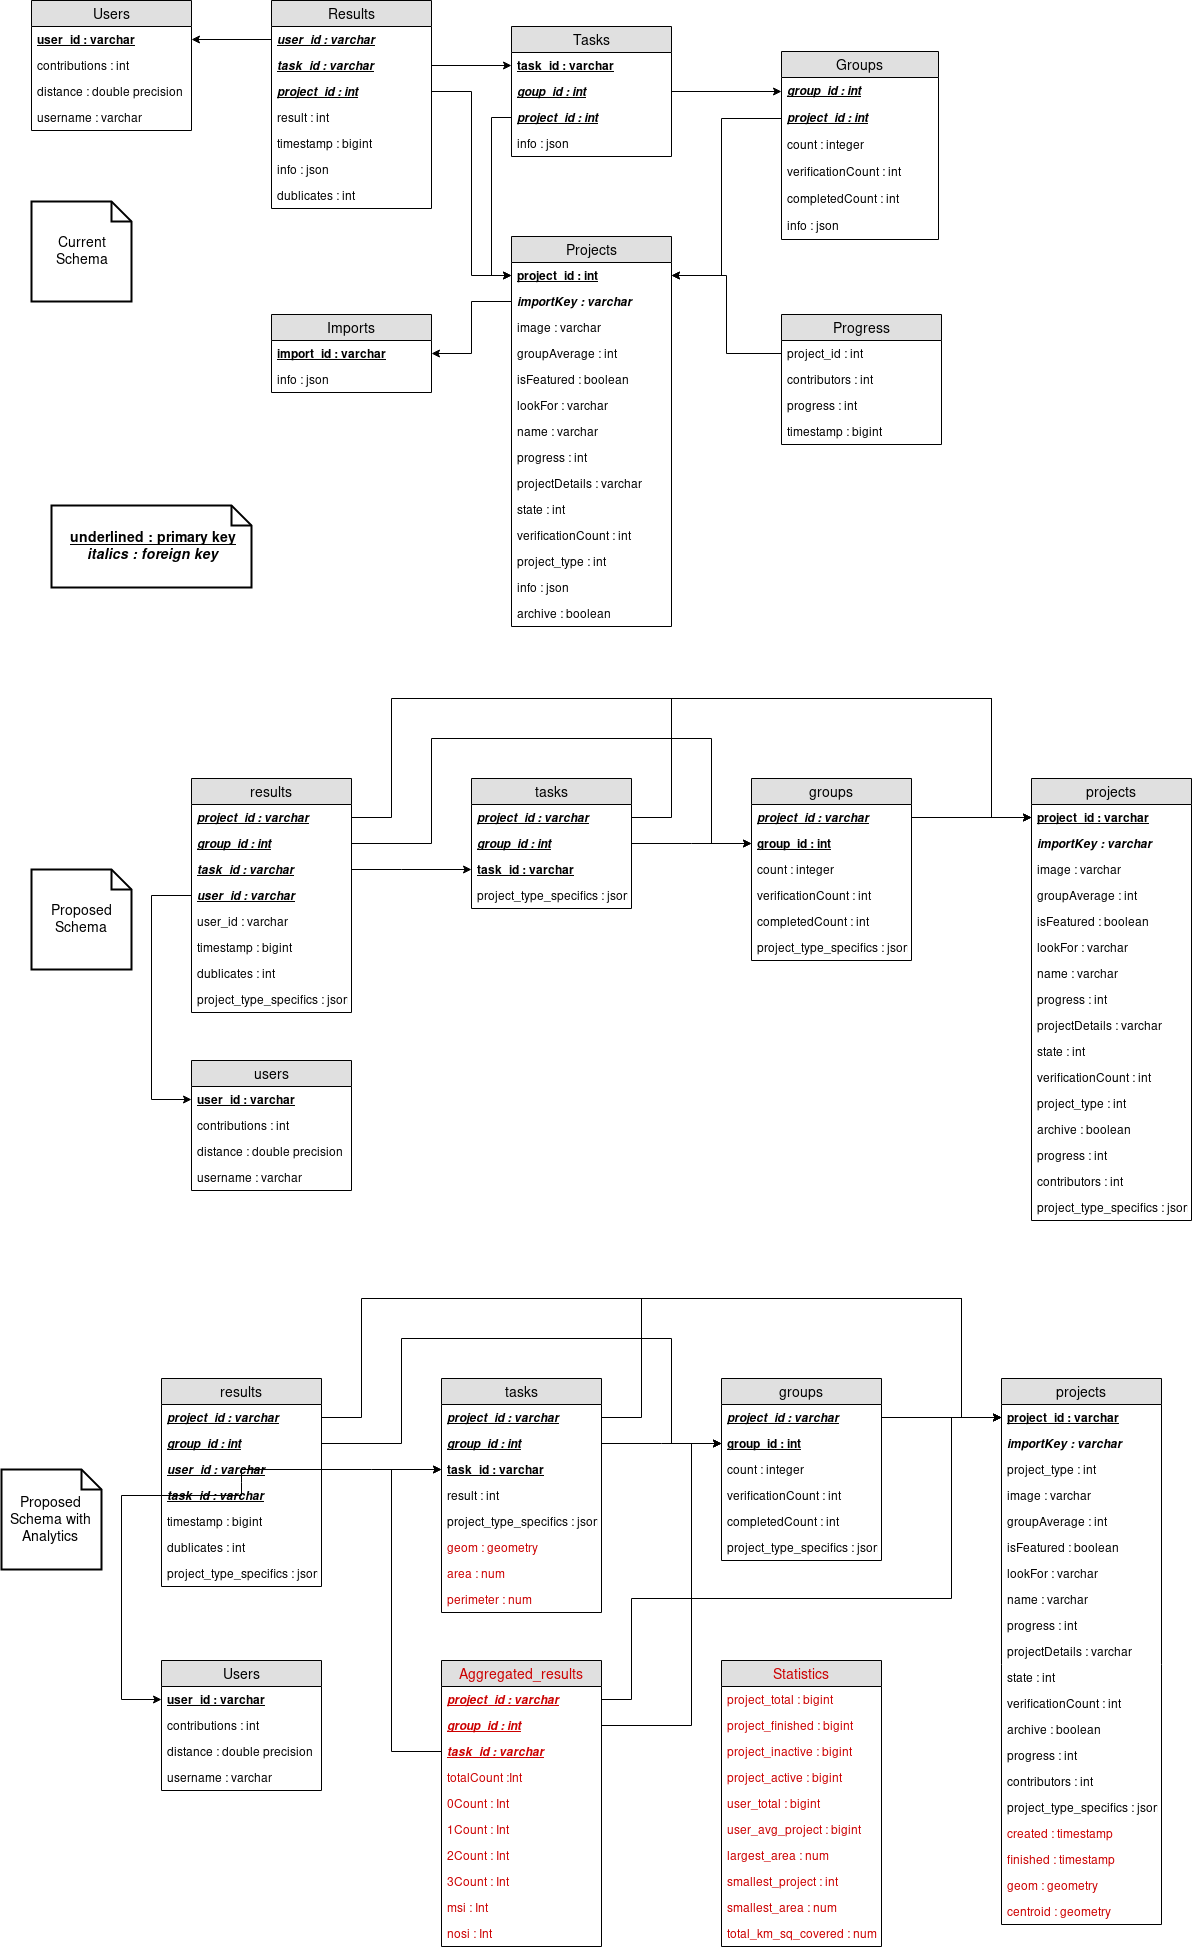 Users
user_id : varchar
contributions : int
distance : double precision
username : varchar
Results
user_id : varchar
task_id : varchar
project_id : int
result : int
timestamp : bigint
info : json
dublicates : int
Tasks
task_id : varchar
goup_id : int
project_id : int
info : json
Groups
group_id : int
project_id : int
count : integer
verificationCount : int
completedCount : int
info : json
Current
Schema
Projects
project_id : int
importKey : varchar
image : varchar
groupAverage : int
isFeatured : boolean
lookFor : varchar
name : varchar
progress : int
projectDetails : varchar
state : int
verificationCount : int
project_type : int
info : json
archive : boolean
Imports
import_id : varchar
info : json
Progress
project_id : int
contributors : int
progress : int
timestamp : bigint
underlined : primary key
italics : foreign key
results
project_id : varchar
group_id : int
task_id : varchar
user_id : varchar
user_id : varchar
timestamp : bigint
dublicates : int
project_type_specifics : jsor
tasks
project_id : varchar
group_id : int
task_id : varchar
project_type_specifics : jsor
groups
project_id : varchar
group_id : int
count : integer
verificationCount : int
completedCount : int
project_type_specifics : jsor
projects
project_id : varchar
importKey : varchar
image : varchar
groupAverage : int
isFeatured : boolean
lookFor : varchar
name : varchar
progress : int
projectDetails : varchar
state : int
verificationCount : int
project_type : int
archive : boolean
progress : int
contributors : int
project_type_specifics : jsor
Proposed
Schema
users
user_id : varchar
contributions : int
distance : double precision
username : varchar
results
project_id : varchar
group_id : int
user_id : varchar
task_id : varchar
timestamp : bigint
dublicates : int
project_type_specifics : jsor
tasks
project_id : varchar
group_id : int
task_id : varchar
result : int
project_type_specifics : jsor
geom : geometry
area : num
perimeter : num
groups
project_id : varchar
group_id : int
count : integer
verificationCount : int
completedCount : int
project_type_specifics : jsor
projects
project_id : varchar
importKey : varchar
project_type : int
image : varchar
groupAverage : int
isFeatured : boolean
lookFor : varchar
name : varchar
progress : int
projectDetails : varchar
state : int
verificationCount : int
archive : boolean
progress : int
contributors : int
project_type_specifics : jsor
created : timestamp
finished : timestamp
geom : geometry
centroid : geometry
Proposed
Schema with
Analytics
Users
user_id : varchar
contributions : int
distance : double precision
username : varchar
Aggregated_results
project_id : varchar
group_id : int
task_id : varchar
totalCount :Int
0Count : Int
1Count : Int
2Count : Int
3Count : Int
msi : Int
nosi : Int
Statistics
project_total : bigint
project_finished : bigint
project_inactive : bigint
project_active : bigint
user_total : bigint
user_avg_project : bigint
largest_area : num
smallest_project : int
smallest_area : num
total_km_sq_covered : num